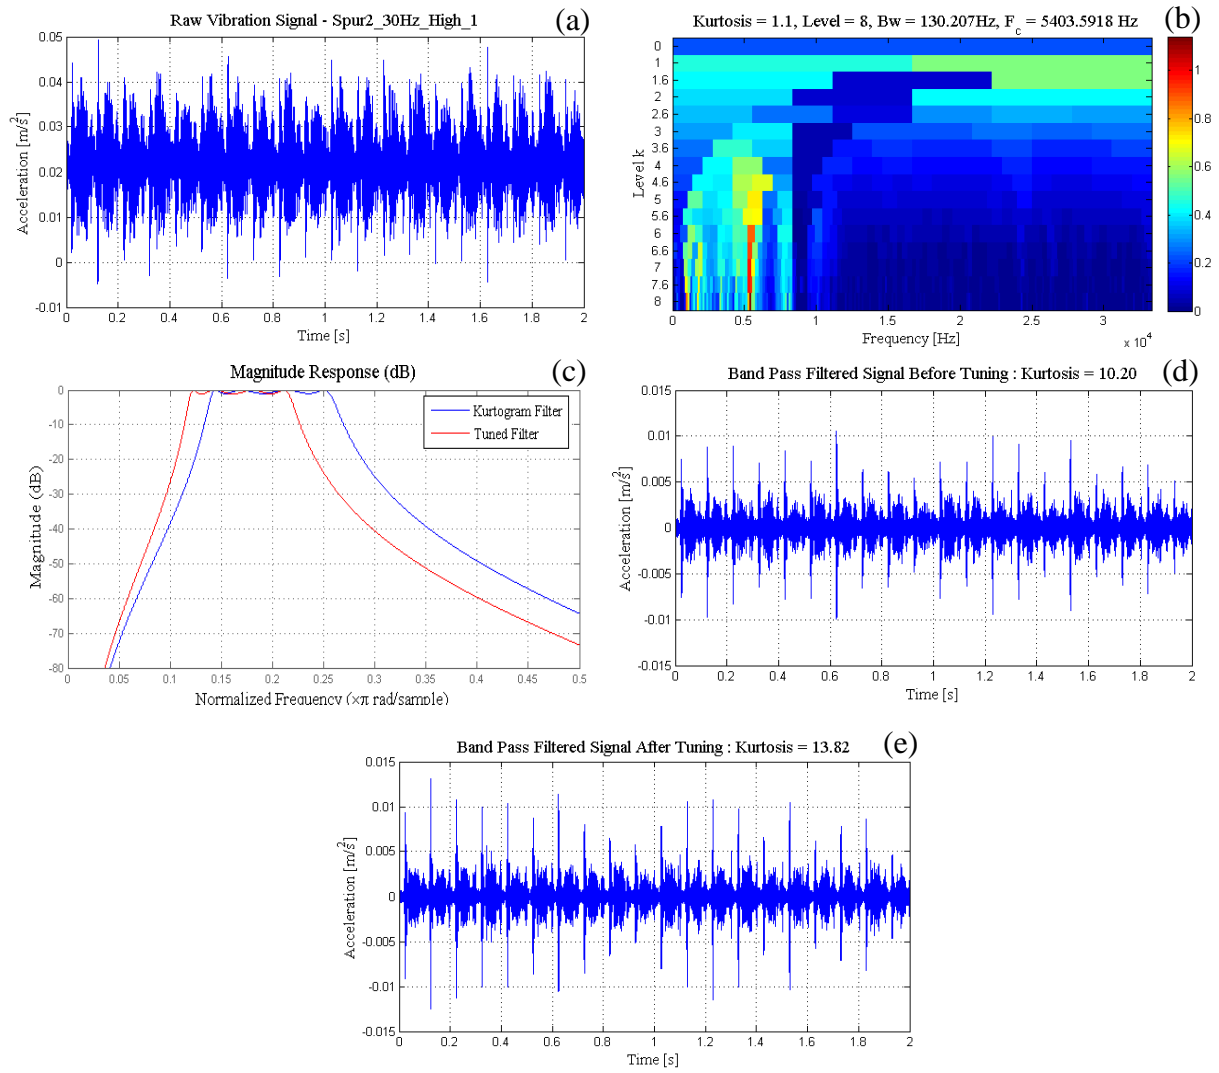 Raw Vibration Signal - Spur2_30Hz_High_1
(a)
Acceleration [m/s²]
0.05
0.04
0.03
0.02
0.01
0
-0.01
0 0.2 0.4 0.6 0.8 1 1.2 1.4 1.6 1.8 2
Time [s]
Kurtosis = 1.1, Level = 8, Bw = 130.207Hz, F_c = 5403.5918 Hz
(b)
Level k
0
1
1.6
2
2.6
3
3.6
4
4.6
5
5.6
6
6.6
7
7.6
8
0 0.5 1 1.5 2 2.5 3
Frequency [Hz]
x 10⁴
1
0.8
0.6
0.4
0.2
0
Magnitude Response (dB)
(c)
Magnitude (dB)
0
-10
-20
-30
-40
-50
-60
-70
-80
Kurtogram Filter
Tuned Filter
0 0.05 0.1 0.15 0.2 0.25 0.3 0.35 0.4 0.45 0.5
Normalized Frequency (×π rad/sample)
Band Pass Filtered Signal Before Tuning : Kurtosis = 10.20
(d)
Acceleration [m/s²]
0.015
0.01
0.005
0
-0.005
-0.01
-0.015
0 0.2 0.4 0.6 0.8 1 1.2 1.4 1.6 1.8 2
Time [s]
Band Pass Filtered Signal After Tuning : Kurtosis = 13.82
(e)
Acceleration [m/s²]
0.015
0.01
0.005
0
-0.005
-0.01
-0.015
0 0.2 0.4 0.6 0.8 1 1.2 1.4 1.6 1.8 2
Time [s]